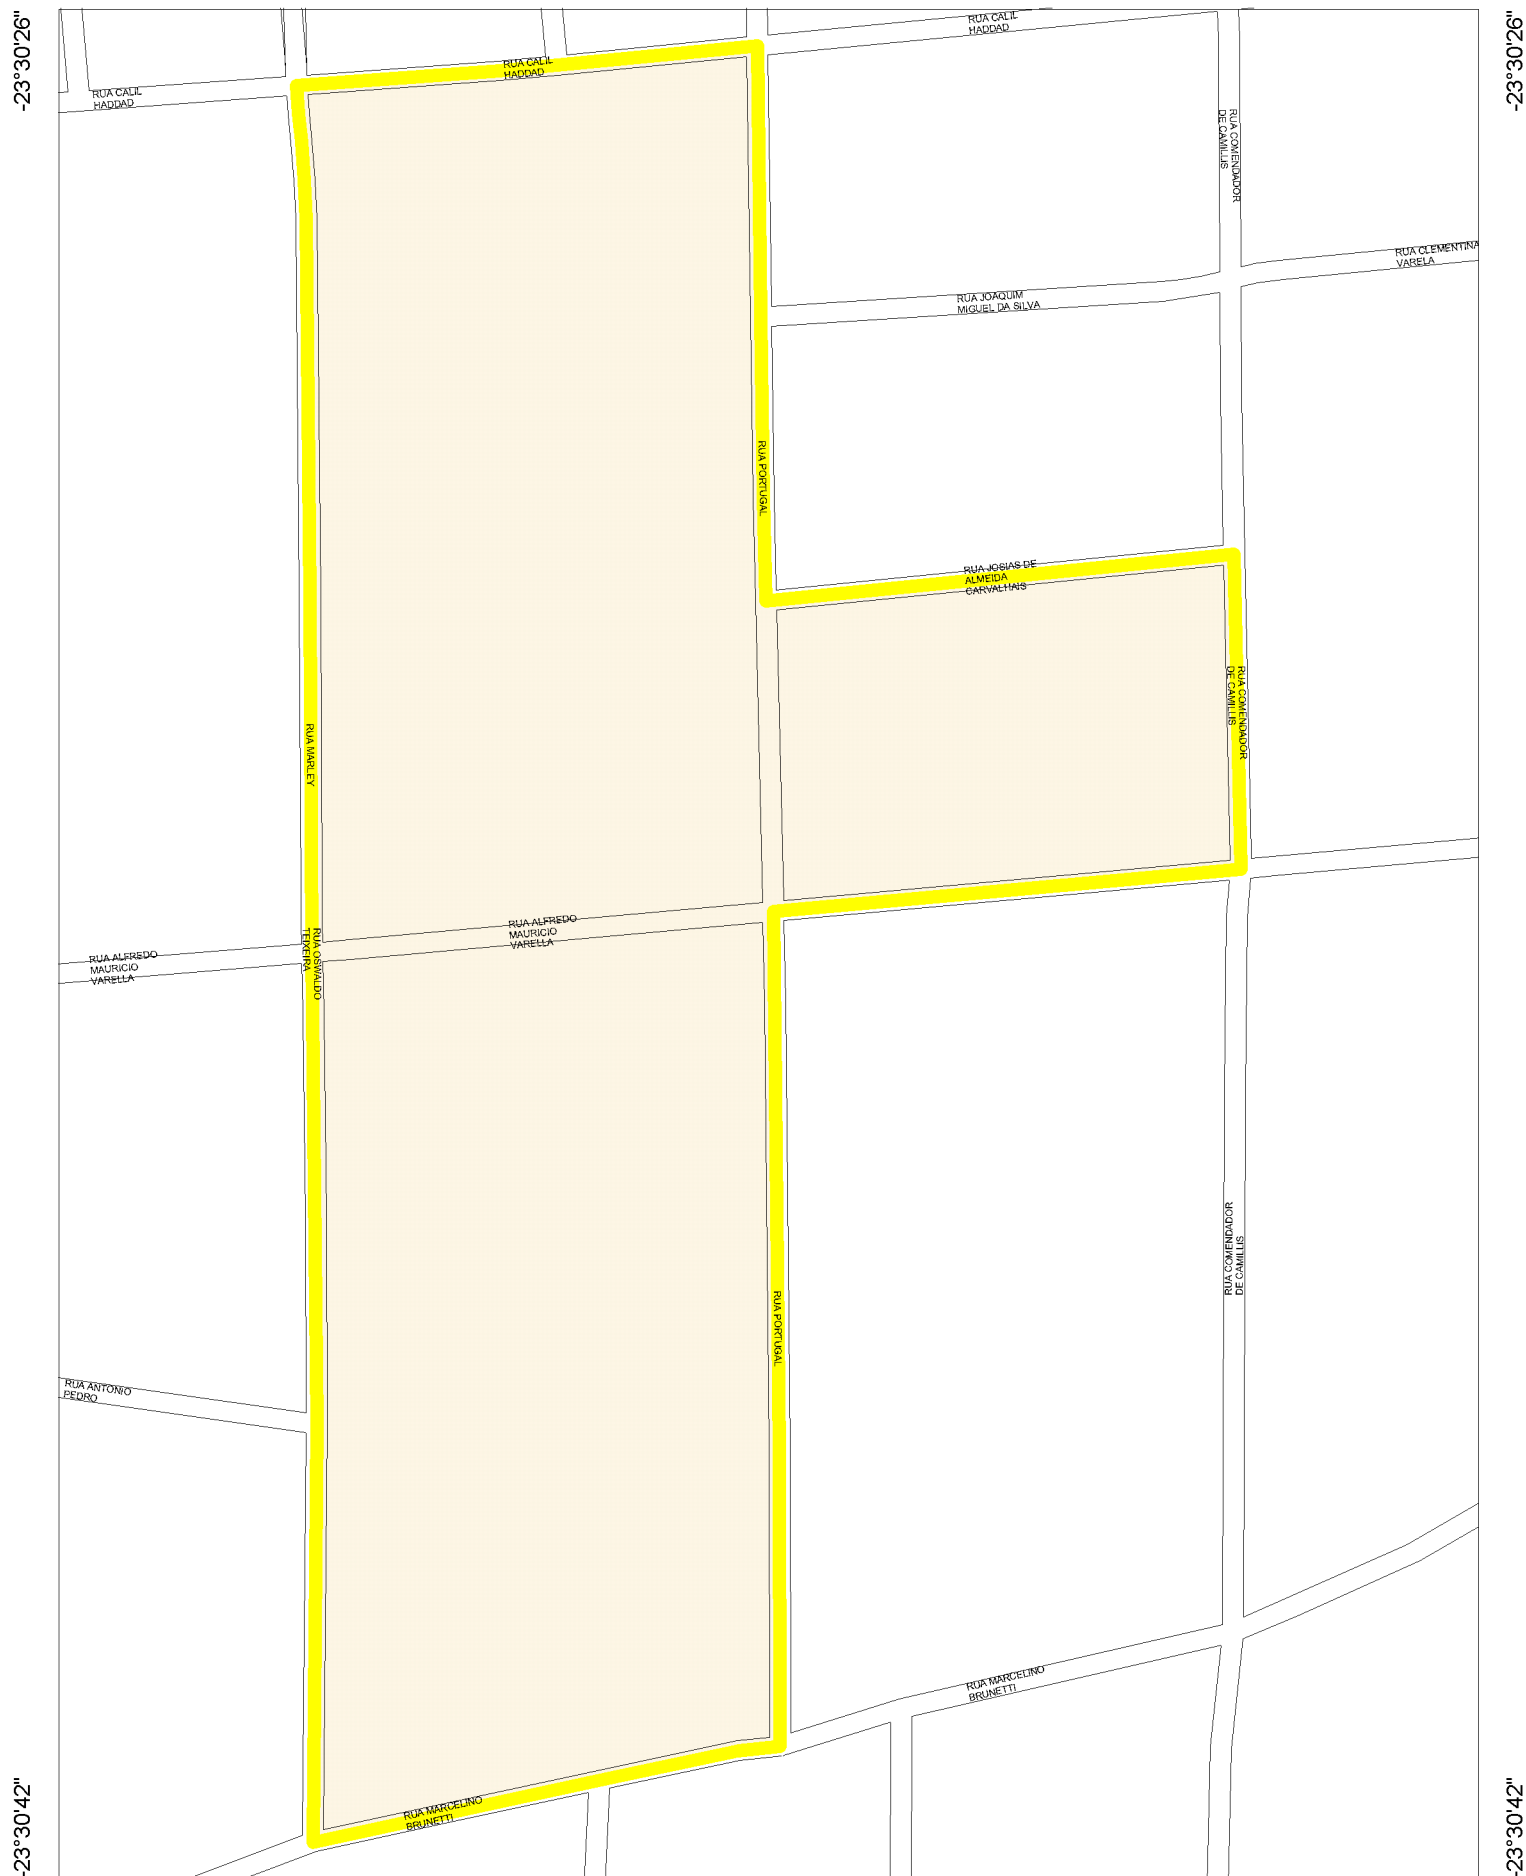 -23°30'26"
-23°30'26"
RUA CALIL
HADDAD
RUA CALIL
HADDAD
RUA CALIL
HADDAD
RUA COMENDADOR
DE CAMILLIS
RUA CLEMENTINA
VARELA
RUA JOAQUIM
MIGUEL DA SILVA
RUA PORTUGAL
RUA JOSIAS DE
ALMEIDA
CARVALHAIS
RUA COMENDADOR
DE CAMILLIS
RUA MARLEY
RUA ALFREDO
MAURICIO
VARELLA
RUA OSWALDO
TEIXEIRA
RUA ALFREDO
MAURICIO
VARELLA
RUA COMENDADOR
DE CAMILLIS
RUA PORTUGAL
RUA ANTONIO
PEDRO
RUA MARCELINO
BRUNETTI
RUA MARCELINO
BRUNETTI
-23°30'42"
-23°30'42"